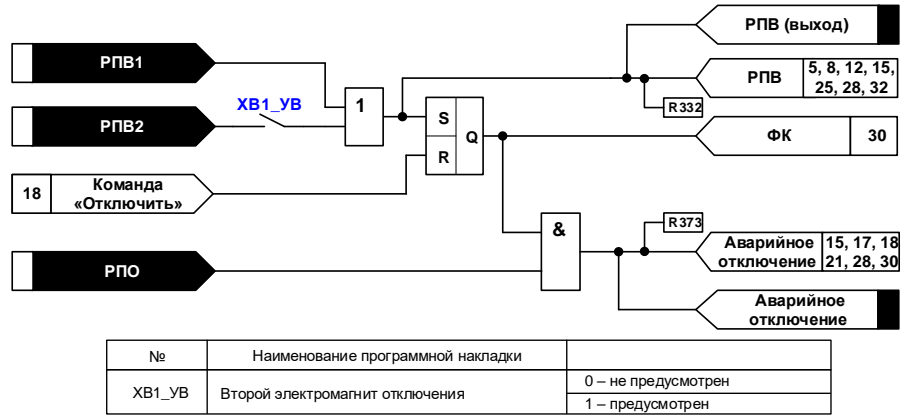 РПВ (выход)
РПВ1
РПВ
5, 8, 12, 15,
25, 28, 32
ХВ1_УВ
1
R332
РПВ2
S
R
Q
ФК
30
18
Команда
«Отключить»
&
R373
Аварийное
отключение
15, 17, 18
21, 28, 30
РПО
Аварийное
отключение
№
Наименование программной накладки
ХВ1_УВ
Второй электромагнит отключения
0 – не предусмотрен
1 – предусмотрен